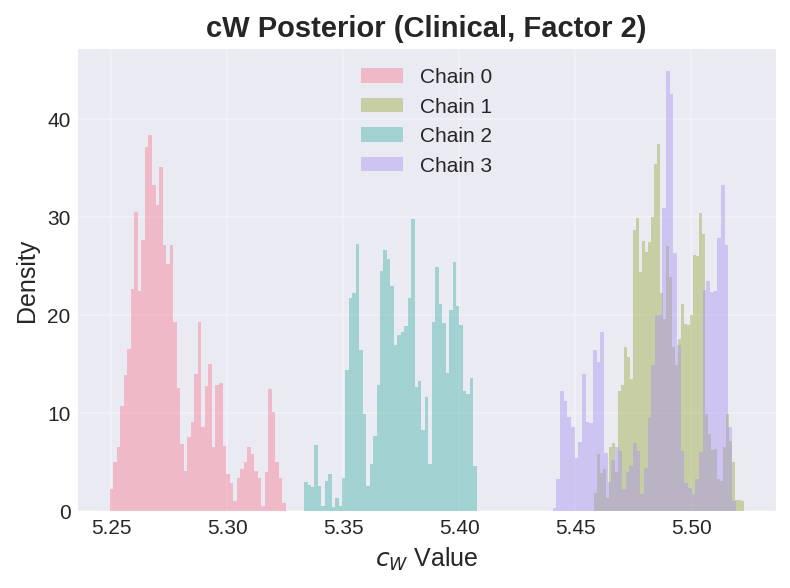 cW Posterior (Clinical, Factor 2)
Chain 0
Chain 1
Chain 2
Chain 3
Density
40
30
20
10
0
5.25 5.30 5.35 5.40 5.45 5.50
c_W Value